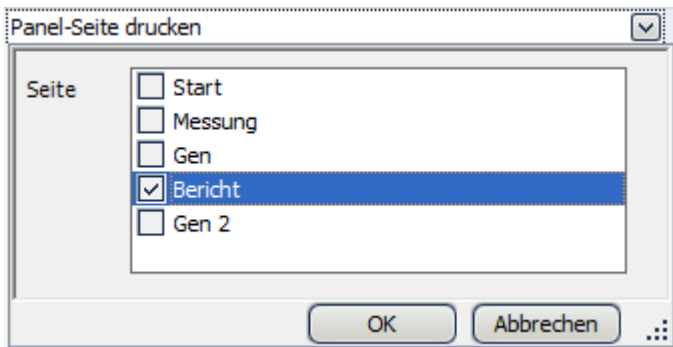 Panel-Seite drucken
Seite
Start
Messung
Gen
Bericht
Gen 2
OK
Abbrechen